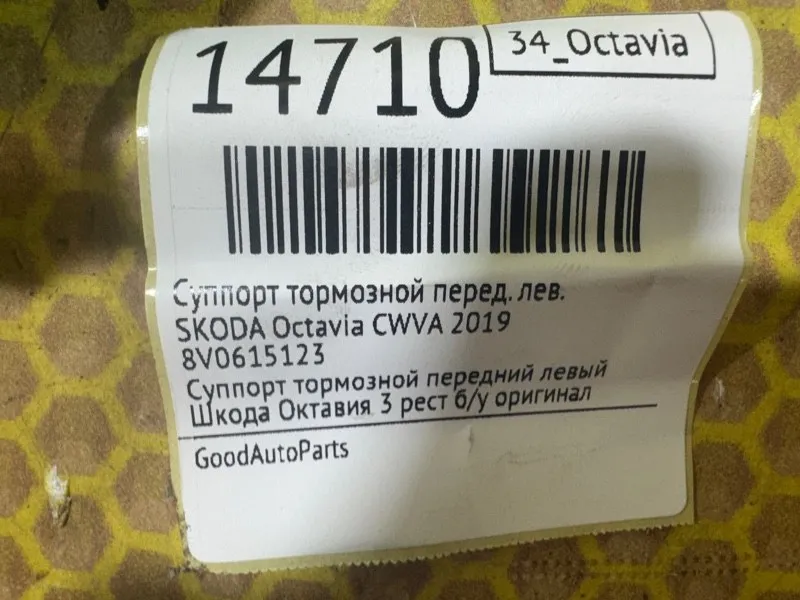 14710
34_Octavia
Суппорт тормозной перед. лев.
SKODA Octavia CWVA 2019
8V0615123
Суппорт тормозной передний левый
Шкода Октавия 3 рест б/у оригинал
GoodAutoParts